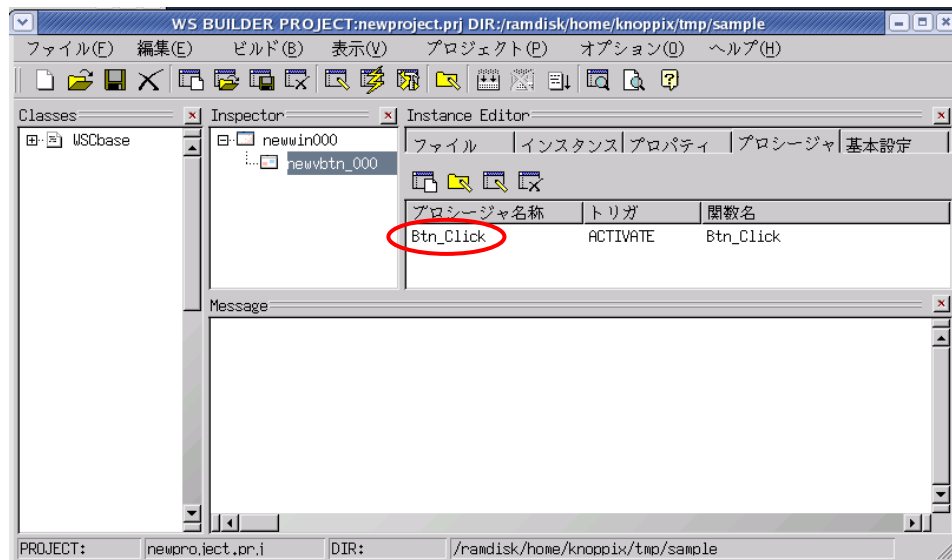 WS BUILDER PROJECT:newproject.prj DIR:/ramdisk/home/knoppix/tmp/sample
ファイル(F) 編集(E) ビルド(B) 表示(V) プロジェクト(P) オプション(O) ヘルプ(H)
Classes Inspector Instance Editor
WSCbase newwin000 ファイル インスタンス プロパティ プロシージャ 基本設定
newvbtn_000
プロシージャ名称 トリガ 関数名
Btn_Click ACTIVATE Btn_Click
Message
PROJECT: newproject.prj DIR: /ramdisk/home/knoppix/tmp/sample